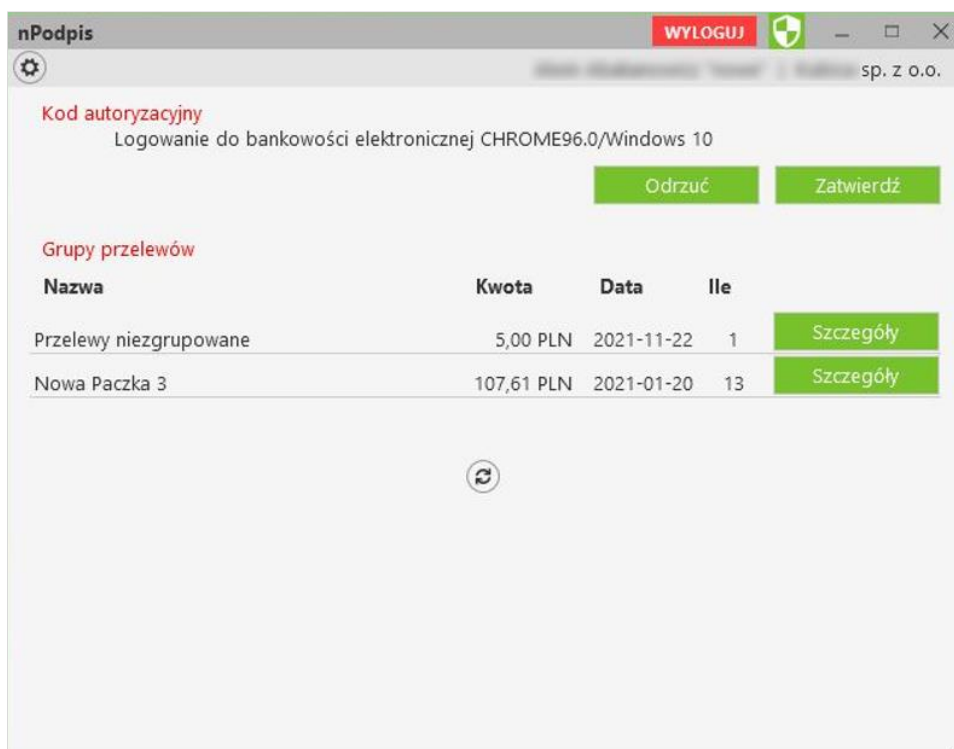 nPodpis WYLOGUJ
sp. z o.o.
Kod autoryzacyjny
Logowanie do bankowości elektronicznej CHROME96.0/Windows 10
Odrzuć Zatwierdź
Grupy przelewów
Nazwa Kwota Data Ile
Przelewy niezgrupowane 5,00 PLN 2021-11-22 1 Szczegóły
Nowa Paczka 3 107,61 PLN 2021-01-20 13 Szczegóły